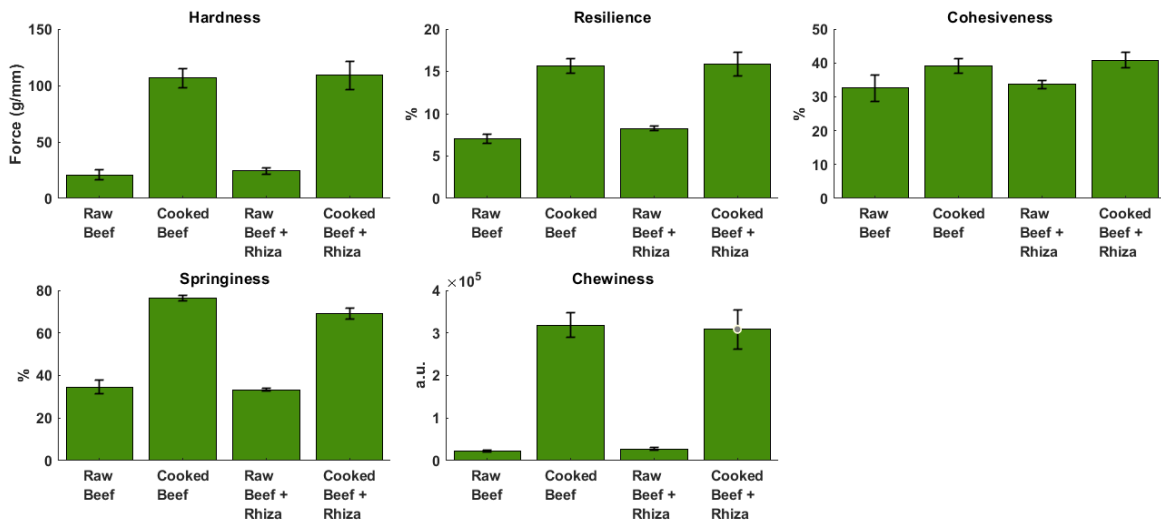 Hardness
150
100
50
0
Force (g/mm)
Raw
Beef
Cooked
Beef
Raw
Beef +
Rhiza
Cooked
Beef +
Rhiza
Resilience
20
15
10
5
0
%
Raw
Beef
Cooked
Beef
Raw
Beef +
Rhiza
Cooked
Beef +
Rhiza
Cohesiveness
50
40
30
20
10
0
%
Raw
Beef
Cooked
Beef
Raw
Beef +
Rhiza
Cooked
Beef +
Rhiza
Springiness
80
60
40
20
0
%
Raw
Beef
Cooked
Beef
Raw
Beef +
Rhiza
Cooked
Beef +
Rhiza
Chewiness
×10⁵
4
3
2
1
0
a.u.
Raw
Beef
Cooked
Beef
Raw
Beef +
Rhiza
Cooked
Beef +
Rhiza